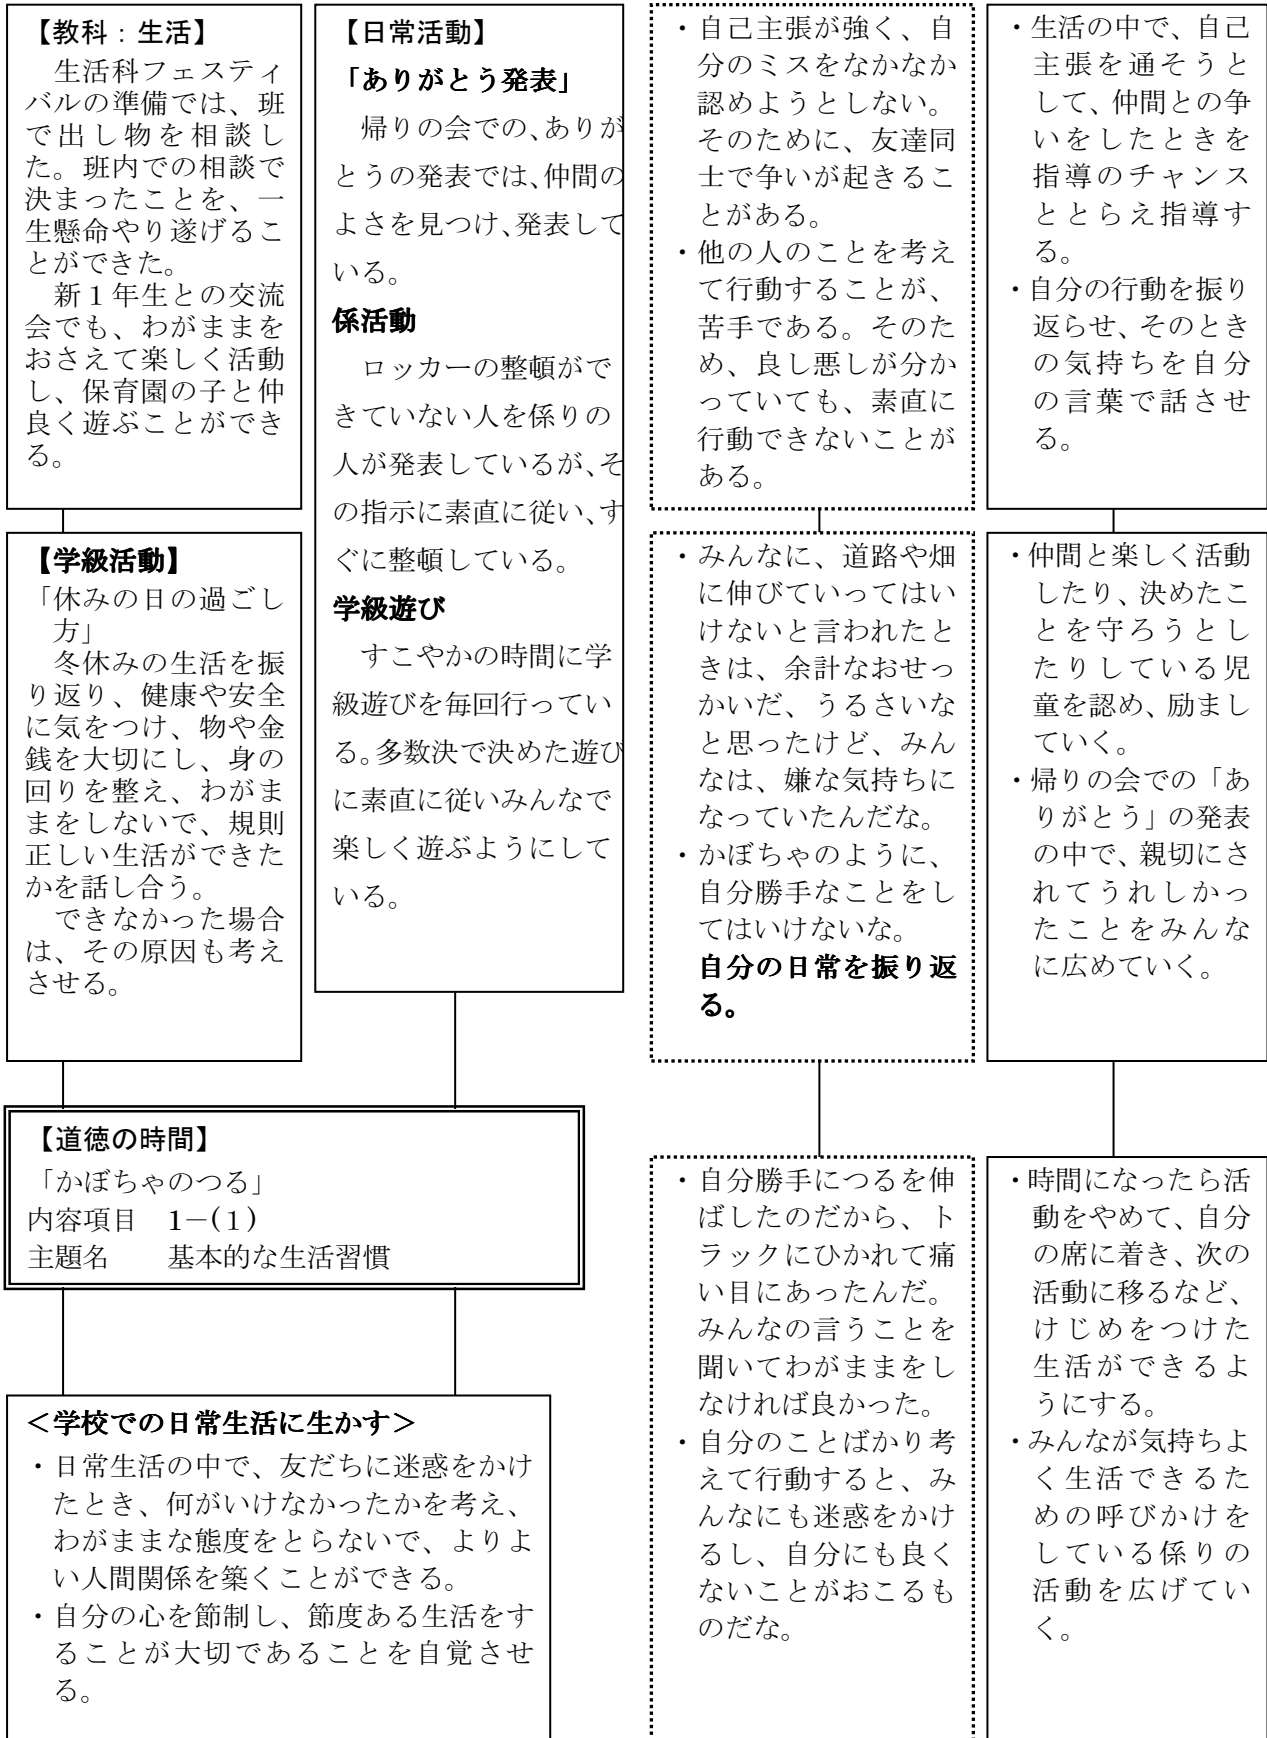 【教科：生活】
　生活科フェスティ
バルの準備では、班
で出し物を相談し
た。班内での相談で
決まったことを、一
生懸命やり遂げるこ
とができた。
　新１年生との交流
会でも、わがままを
おさえて楽しく活動
し、保育園の子と仲
良く遊ぶことができ
る。
【学級活動】
「休みの日の過ごし
方」
　冬休みの生活を振
り返り、健康や安全
に気をつけ、物や金
銭を大切にし、身の
回りを整え、わがま
まをしないで、規則
正しい生活ができた
かを話し合う。
　できなかった場合
は、その原因も考え
させる。
【日常活動】
「ありがとう発表」
　帰りの会での、ありが
とうの発表では、仲間の
よさを見つけ、発表して
いる。
係活動
　ロッカーの整頓がで
きていない人を係りの
人が発表しているが、そ
の指示に素直に従い、す
ぐに整頓している。
学級遊び
　すこやかの時間に学
級遊びを毎回行ってい
る。多数決で決めた遊び
に素直に従いみんなで
楽しく遊ぶようにして
いる。
【道徳の時間】
「かぼちゃのつる」
内容項目　1－(１)
主題名　　基本的な生活習慣
＜学校での日常生活に生かす＞
・日常生活の中で、友だちに迷惑をかけ
たとき、何がいけなかったかを考え、
わがままな態度をとらないで、よりよ
い人間関係を築くことができる。
・自分の心を節制し、節度ある生活をす
ることが大切であることを自覚させ
る。
・自己主張が強く、自
分のミスをなかなか
認めようとしない。
そのために、友達同
士で争いが起きるこ
とがある。
・他の人のことを考え
て行動することが、
苦手である。そのた
め、良し悪しが分か
っていても、素直に
行動できないことが
ある。
・みんなに、道路や畑
に伸びていってはい
けないと言われたと
きは、余計なおせっ
かいだ、うるさいな
と思ったけど、みん
なは、嫌な気持ちに
なっていたんだな。
・かぼちゃのように、
自分勝手なことをし
てはいけないな。
自分の日常を振り返
る。
・自分勝手につるを伸
ばしたのだから、ト
ラックにひかれて痛
い目にあったんだ。
みんなの言うことを
聞いてわがままをし
なければ良かった。
・自分のことばかり考
えて行動すると、み
んなにも迷惑をかけ
るし、自分にも良く
ないことがおこるも
のだな。
・生活の中で、自己
主張を通そうと
して、仲間との争
いをしたときを
指導のチャンス
ととらえ指導す
る。
・自分の行動を振り
返らせ、そのとき
の気持ちを自分
の言葉で話させ
る。
・仲間と楽しく活動
したり、決めたこ
とを守ろうとし
たりしている児
童を認め、励まし
ていく。
・帰りの会での「あ
りがとう」の発表
の中で、親切にさ
れてうれしかっ
たことをみんな
に広めていく。
・時間になったら活
動をやめて、自分
の席に着き、次の
活動に移るなど、
けじめをつけた
生活ができるよ
うにする。
・みんなが気持ちよ
く生活できるた
めの呼びかけを
している係りの
活動を広げてい
く。